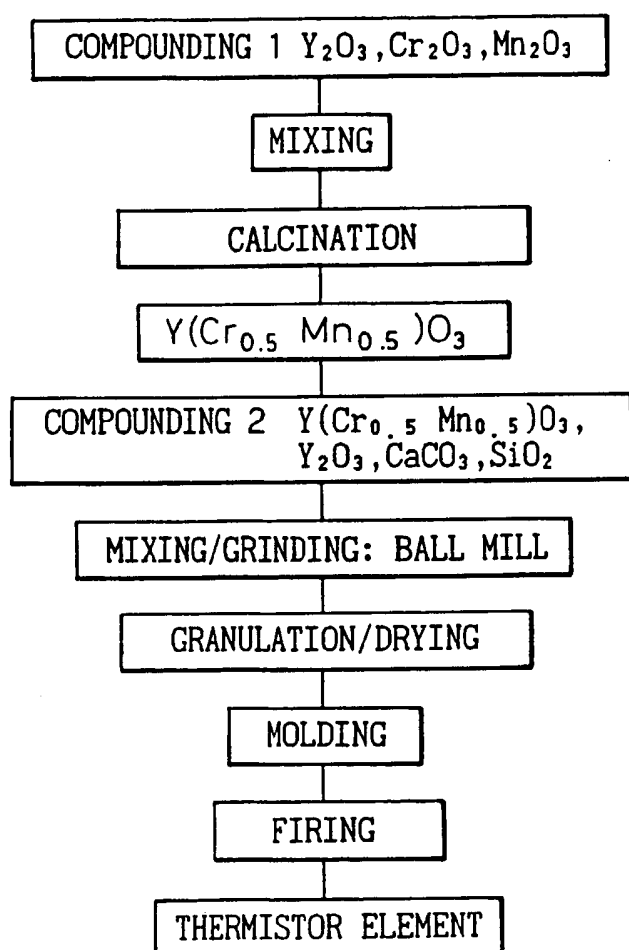 COMPOUNDING 1 Y₂O₃,Cr₂O₃,Mn₂O₃
MIXING
CALCINATION
Y(Cr₀.₅ Mn₀.₅)O₃
COMPOUNDING 2 Y(Cr₀.₅ Mn₀.₅)O₃,
Y₂O₃,CaCO₃,SiO₂
MIXING/GRINDING: BALL MILL
GRANULATION/DRYING
MOLDING
FIRING
THERMISTOR ELEMENT